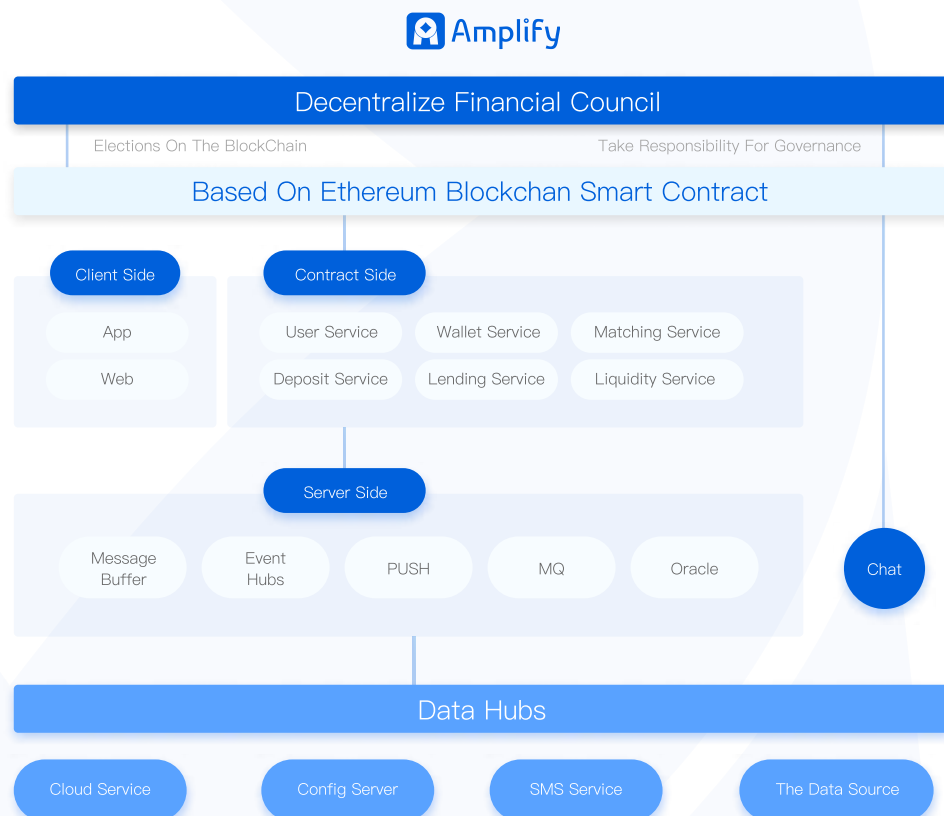 Amplify
Decentralize Financial Council
Elections On The BlockChain
Take Responsibility For Governance
Based On Ethereum Blockchan Smart Contract
Client Side
Contract Side
App
User Service
Wallet Service
Matching Service
Web
Deposit Service
Lending Service
Liquidity Service
Server Side
Message
Buffer
Event
Hubs
PUSH
MQ
Oracle
Chat
Data Hubs
Cloud Service
Config Server
SMS Service
The Data Source